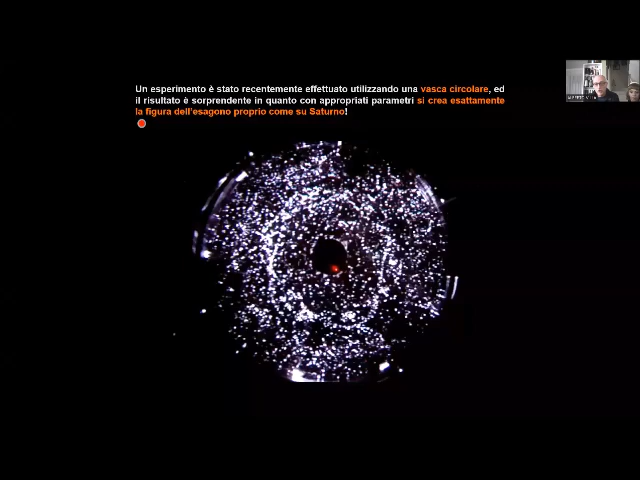 Un esperimento è stato recentemente effettuato utilizzando una vasca circolare, ed
il risultato è sorprendente in quanto con appropriati parametri si crea esattamente
la figura dell'esagono proprio come su Saturno!